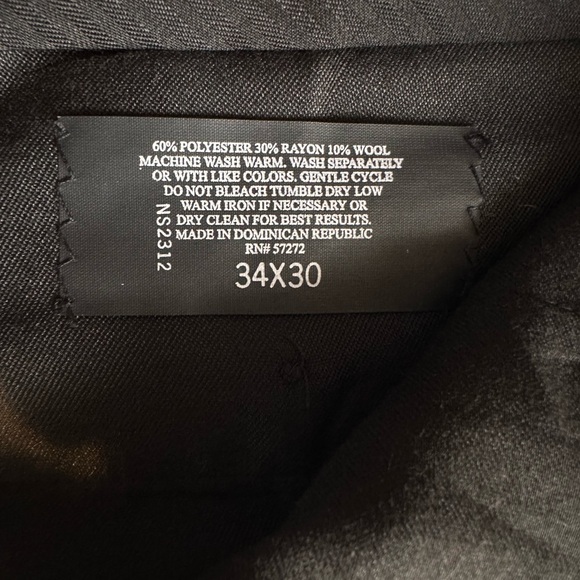 60% POLYESTER 30% RAYON 10% WOOL
MACHINE WASH WARM. WASH SEPARATELY
OR WITH LIKE COLORS. GENTLE CYCLE
DO NOT BLEACH TUMBLE DRY LOW
WARM IRON IF NECESSARY OR
DRY CLEAN FOR BEST RESULTS.
MADE IN DOMINICAN REPUBLIC
RN# 57272
34X30
NS2312